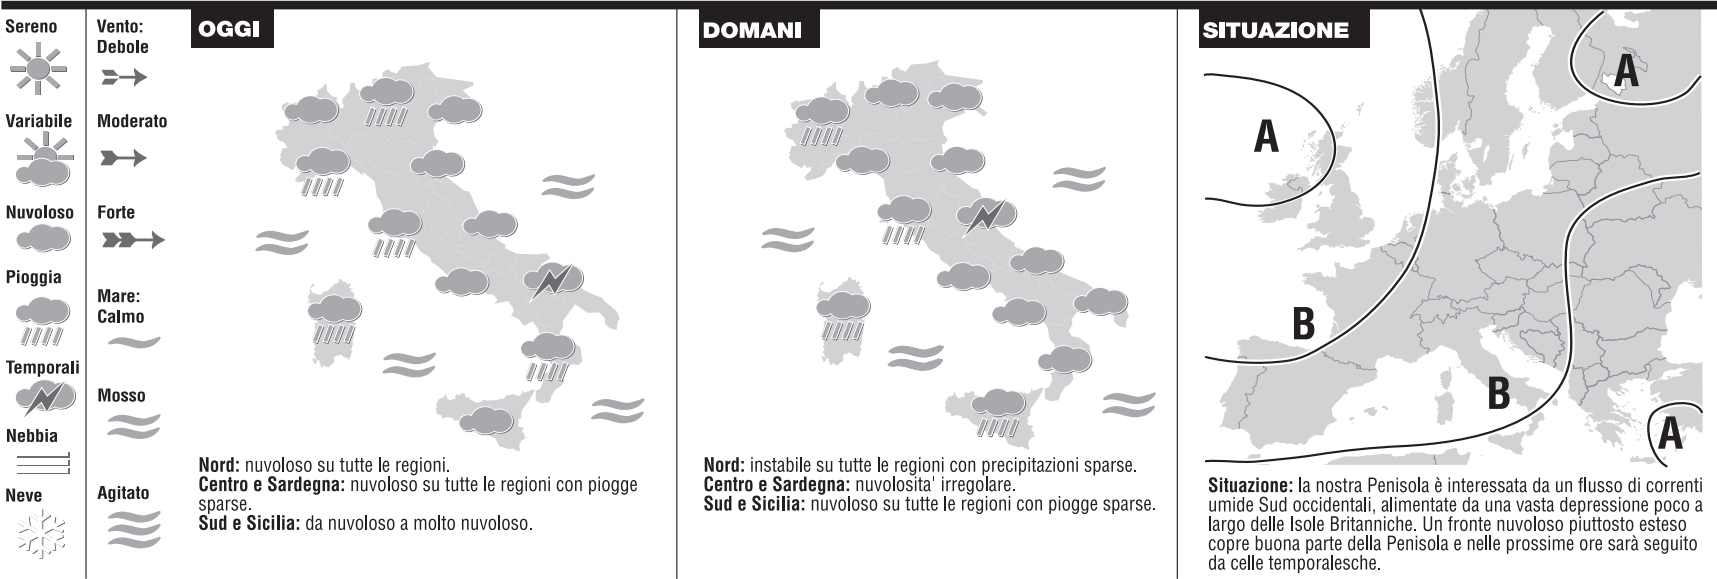 Sereno
Variabile
Nuvoloso
Pioggia
Temporali
Nebbia
Neve
Vento:
Debole
Moderato
Forte
Mare:
Calmo
Mosso
Agitato
OGGI
Nord: nuvoloso su tutte le regioni.
Centro e Sardegna: nuvoloso su tutte le regioni con piogge
sparse.
Sud e Sicilia: da nuvoloso a molto nuvoloso.
DOMANI
Nord: instabile su tutte le regioni con precipitazioni sparse.
Centro e Sardegna: nuvolosita' irregolare.
Sud e Sicilia: nuvoloso su tutte le regioni con piogge sparse.
SITUAZIONE
A
A
B
B
A
Situazione: la nostra Penisola è interessata da un flusso di correnti
umide Sud occidentali, alimentate da una vasta depressione poco a
largo delle Isole Britanniche. Un fronte nuvoloso piuttosto esteso
copre buona parte della Penisola e nelle prossime ore sarà seguito
da celle temporalesche.